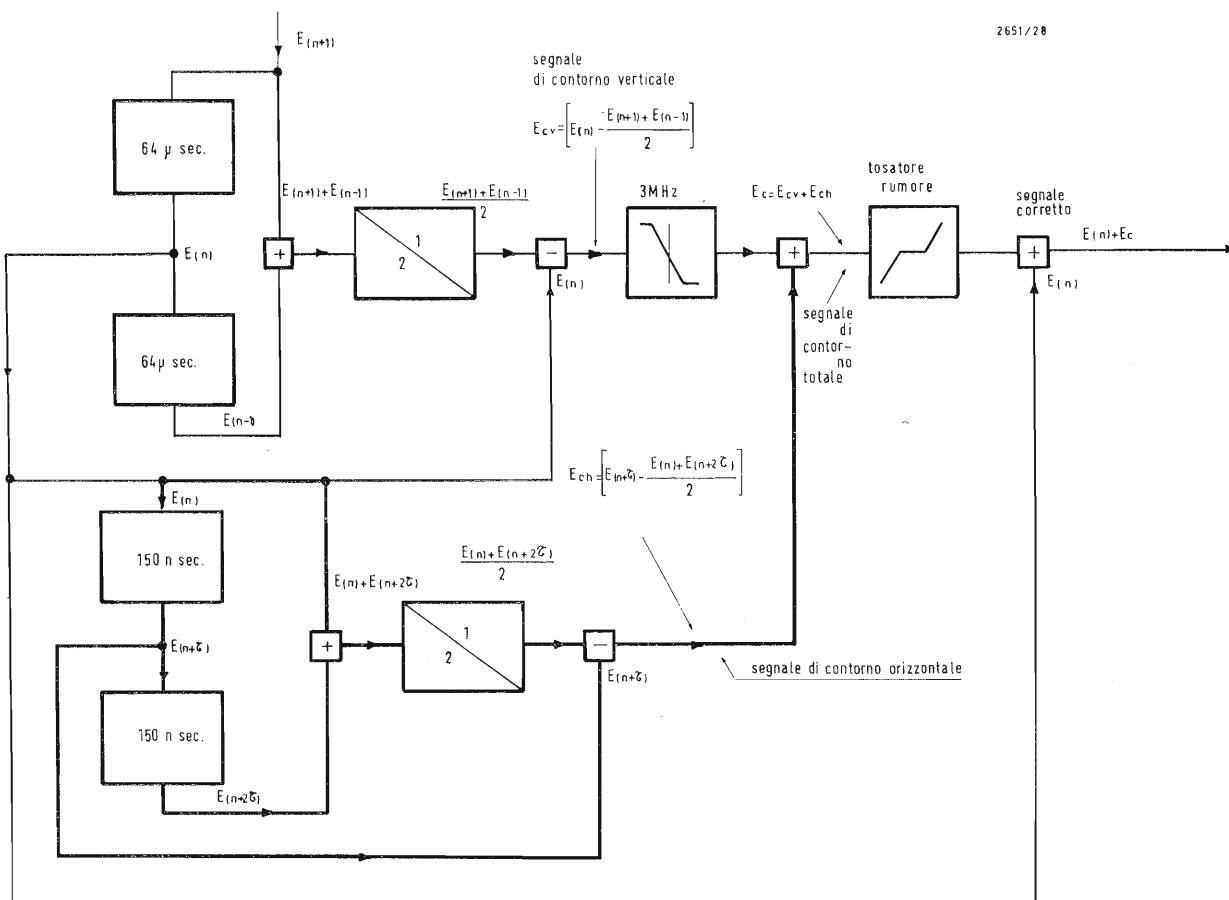 2651/28
E(n+1)
segnale
di contorno verticale
Ecv=[E(n)-E(n+1)+E(n-1)/2]
64 µ sec.
E(n+1)+E(n-1)
E(n+1)+E(n-1)
2
3MHz
Ec=Ecv+Ech
tosatore
rumore
segnale
corretto
E(n)+Ec
E(n)
+
1
2
-
E(n)
+
+
E(n)
64µ sec.
segnale
di
contor-
no
totale
E(n-1)
Ech=[E(n+τ)-E(n)+E(n+2τ)/2]
E(n)
150 n sec.
E(n)+E(n+2τ)
E(n)+E(n+2τ)
2
E(n+τ)
+
1
2
-
E(n+τ)
segnale di contorno orizzontale
150 n sec.
E(n+2τ)